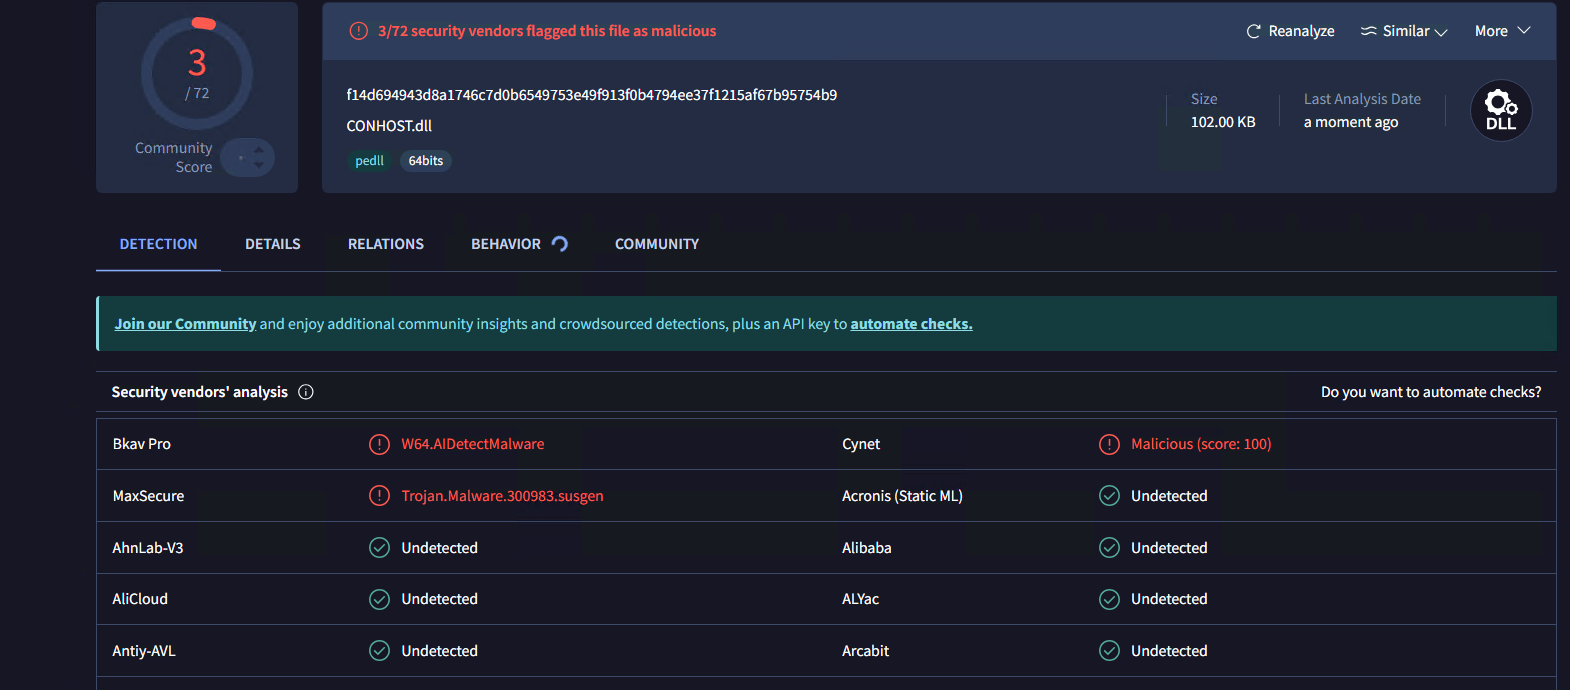 3
/ 72
Community
Score
3/72 security vendors flagged this file as malicious
Reanalyze
Similar
More
f14d694943d8a1746c7d0b6549753e49f913f0b4794ee37f1215af67b95754b9
CONHOST.dll
pedll
64bits
Size
102.00 KB
Last Analysis Date
a moment ago
DLL
DETECTION
DETAILS
RELATIONS
BEHAVIOR
COMMUNITY
Join our Community and enjoy additional community insights and crowdsourced detections, plus an API key to automate checks.
Security vendors' analysis
Do you want to automate checks?
Bkav Pro
W64.AIDetectMalware
Cynet
Malicious (score: 100)
MaxSecure
Trojan.Malware.300983.susgen
Acronis (Static ML)
Undetected
AhnLab-V3
Undetected
Alibaba
Undetected
AliCloud
Undetected
ALYac
Undetected
Antiy-AVL
Undetected
Arcabit
Undetected